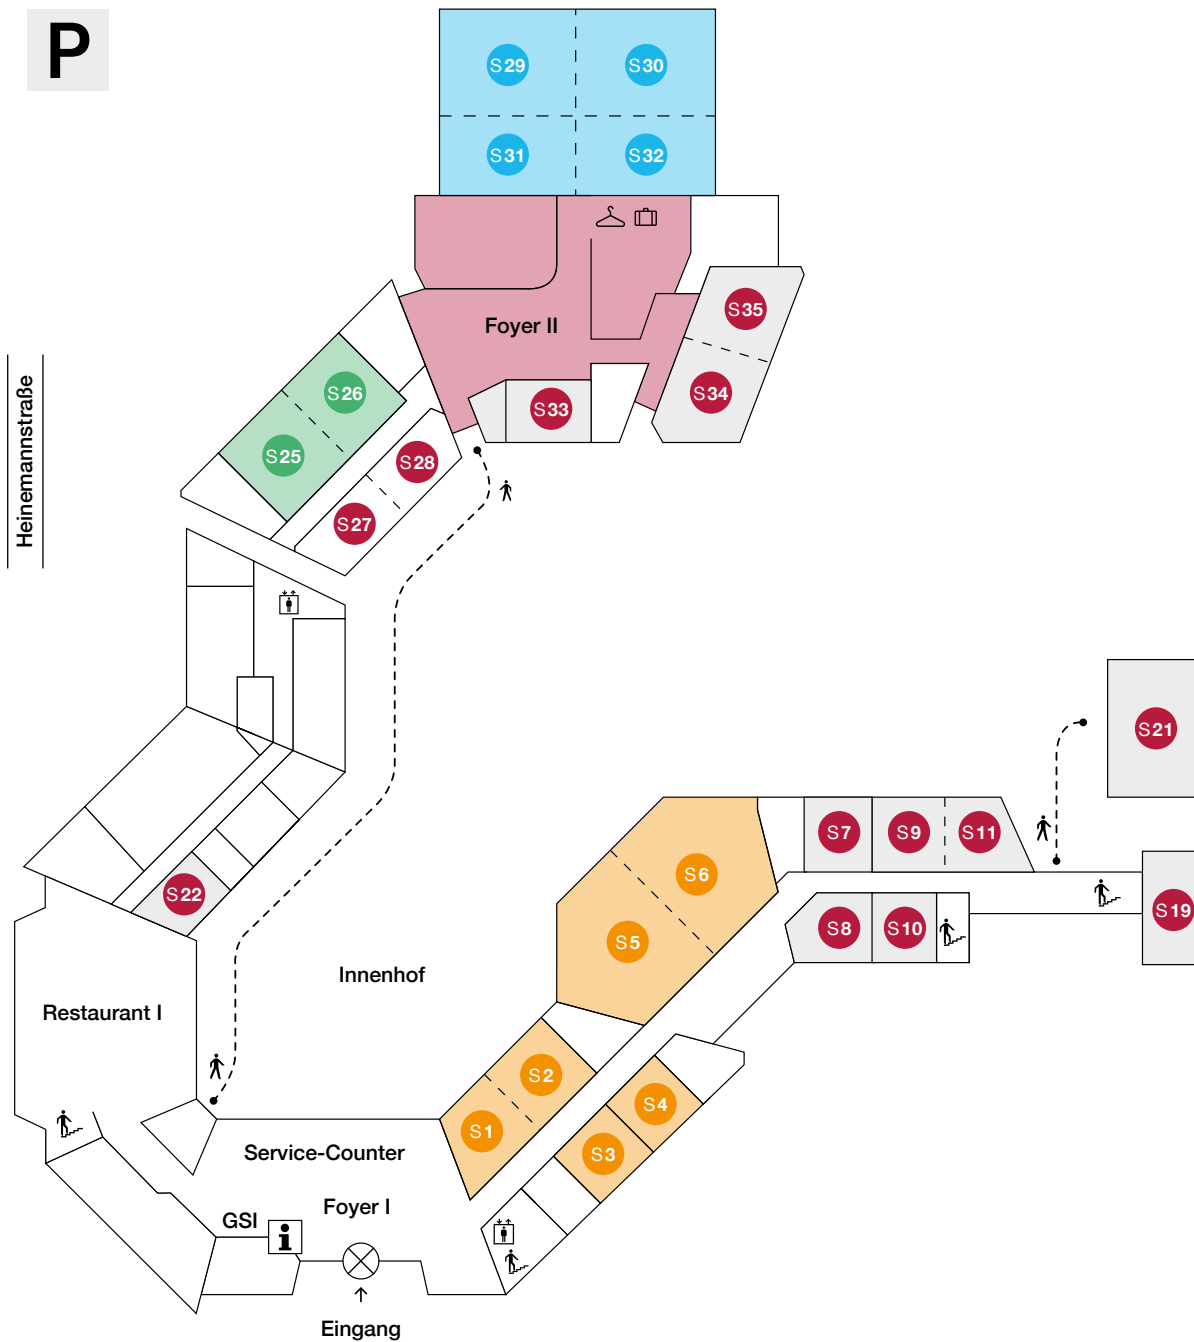 P
S29
S30
S31
S32
Foyer II
S35
S34
S33
S26
S25
S28
S27
Heinemannstraße
S21
S22
S6
S5
S7
S9
S11
S8
S10
S19
Innenhof
Restaurant I
S2
S1
S4
S3
Service-Counter
Foyer I
GSI
i
Eingang